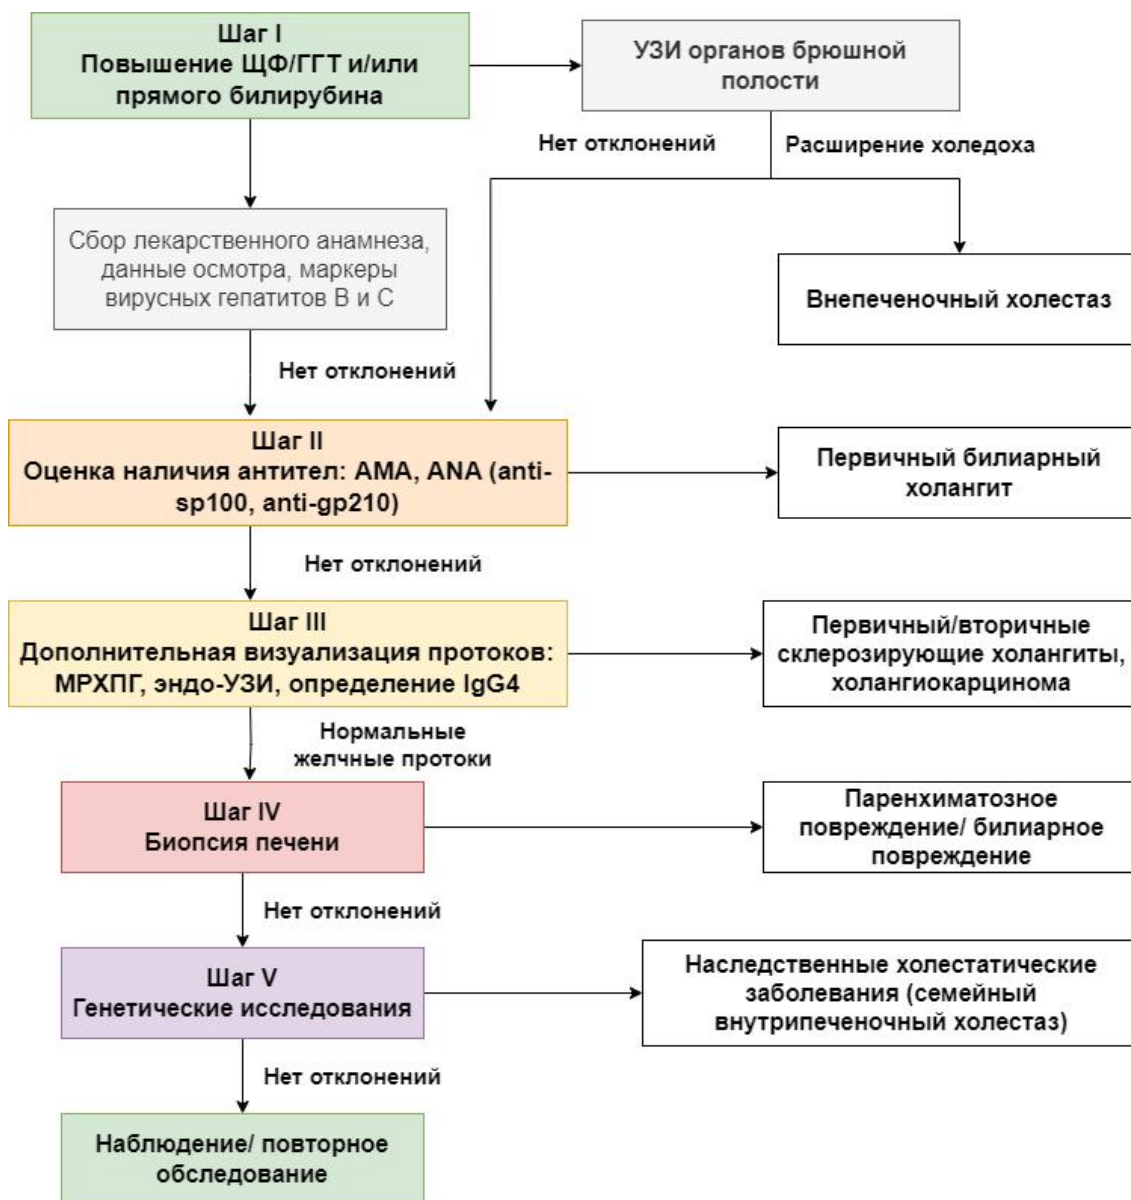 Шаг I
Повышение ЩФ/ГГТ и/или
прямого билирубина
УЗИ органов брюшной
полости
Нет отклонений
Расширение холедоха
Сбор лекарственного анамнеза,
данные осмотра, маркеры
вирусных гепатитов В и С
Внепеченочный холестаз
Нет отклонений
Шаг II
Оценка наличия антител: АМА, ANA (anti-
sp100, anti-gp210)
Первичный билиарный
холангит
Нет отклонений
Шаг III
Дополнительная визуализация протоков:
МРХПГ, эндо-УЗИ, определение IgG4
Первичный/вторичные
склерозирующие холангиты,
холангиокарцинома
Нормальные
желчные протоки
Шаг IV
Биопсия печени
Паренхиматозное
повреждение/ билиарное
повреждение
Нет отклонений
Шаг V
Генетические исследования
Наследственные холестатические
заболевания (семейный
внутрипеченочный холестаз)
Нет отклонений
Наблюдение/ повторное
обследование